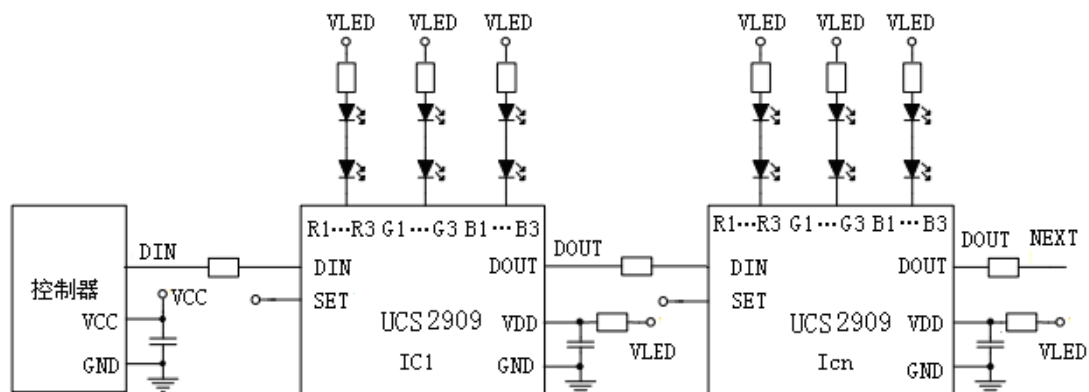 VLED VLED VLED VLED VLED VLED
R1…R3 G1…G3 B1…B3 R1…R3 G1…G3 B1…B3
DIN DOUT DOUT NEXT
DIN DOUT DIN DOUT
控制器 VCC SET SET
VCC UCS2909 VDD UCS2909 VDD
VLED VLED
GND IC1 GND Icn GND